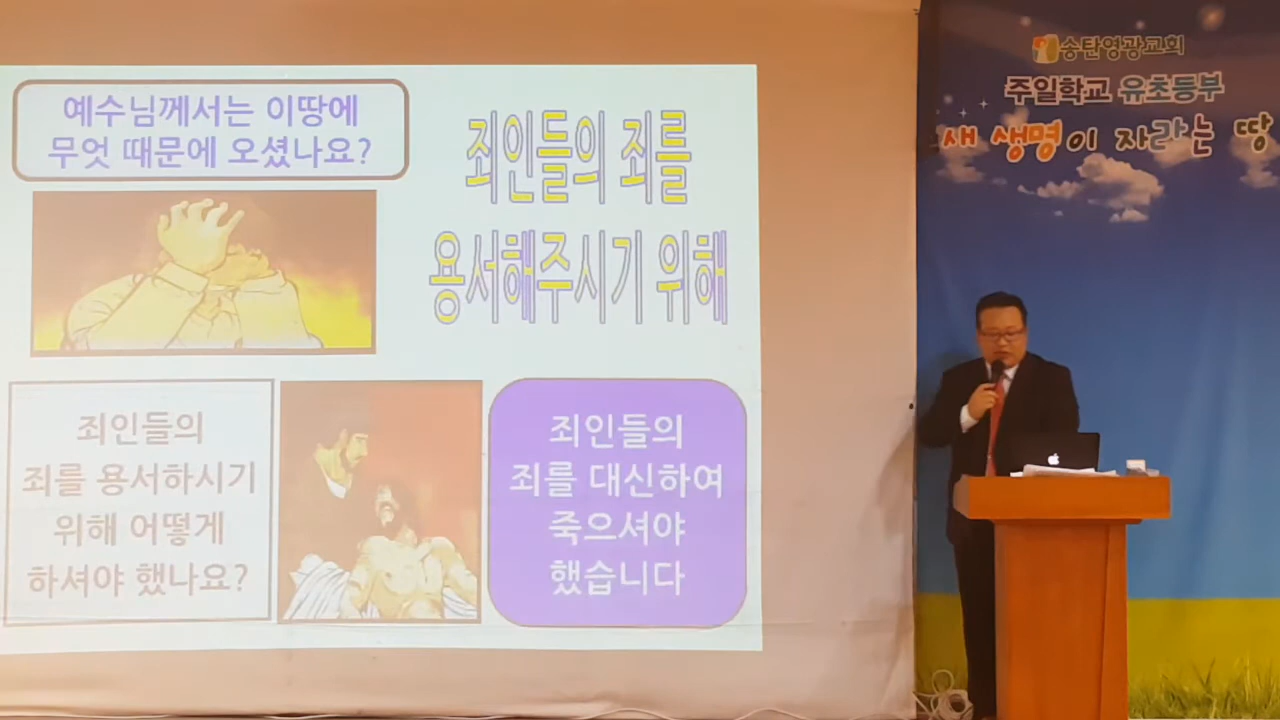 예수님께서는 이땅에
무엇 때문에 오셨나요?
죄인들의 죄를
용서해주시기 위해
죄인들의
죄를 용서하시기
위해 어떻게
하셔야 했나요?
죄인들의
죄를 대신하여
죽으셔야
했습니다
송탄영광교회
주일학교 유초등부
새 생명이 자라는 땅